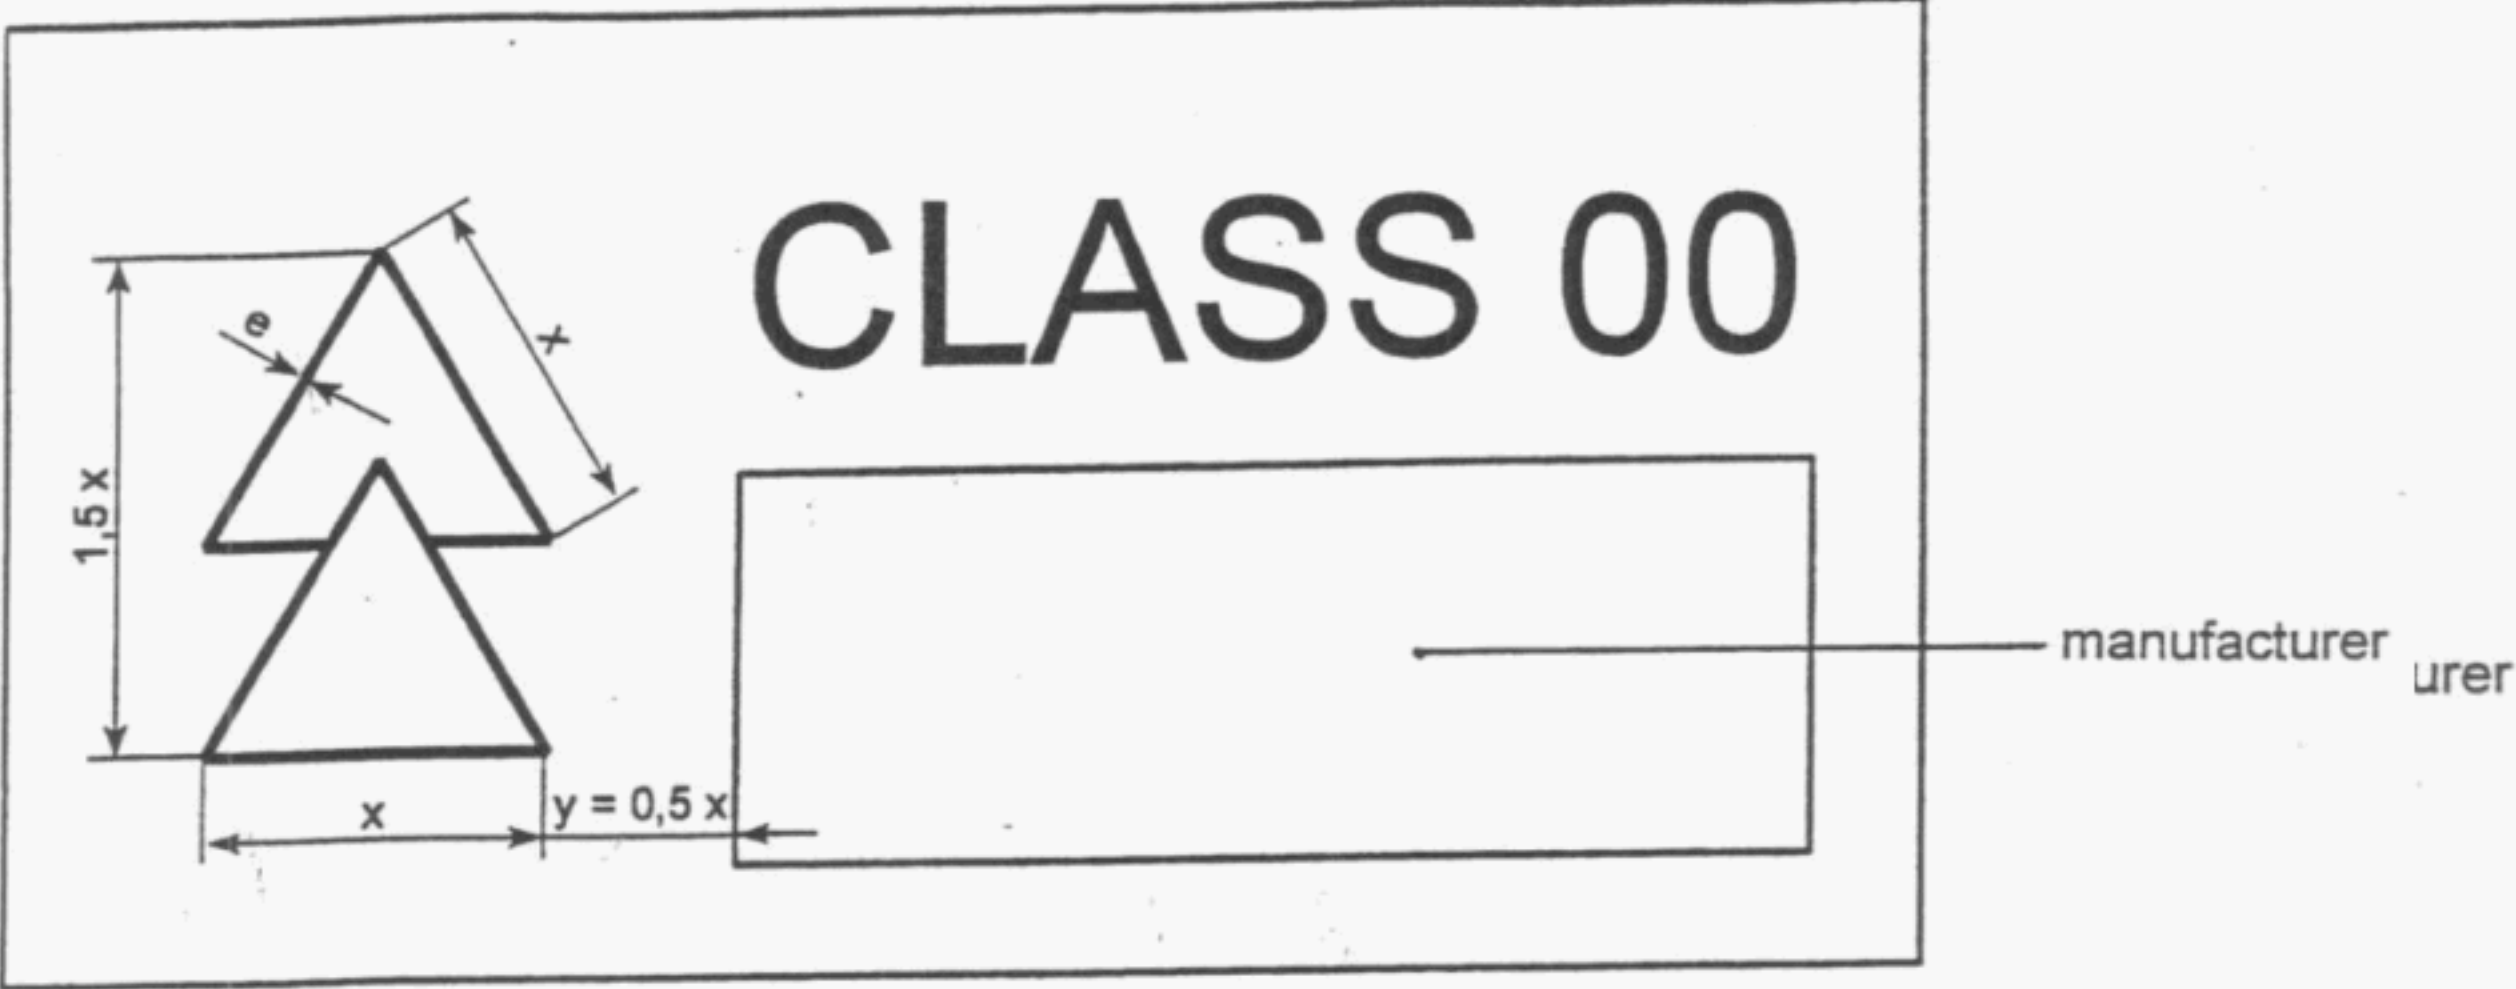 CLASS 00
e
x
1,5 x
manufacturer
urer
x
y = 0,5 x